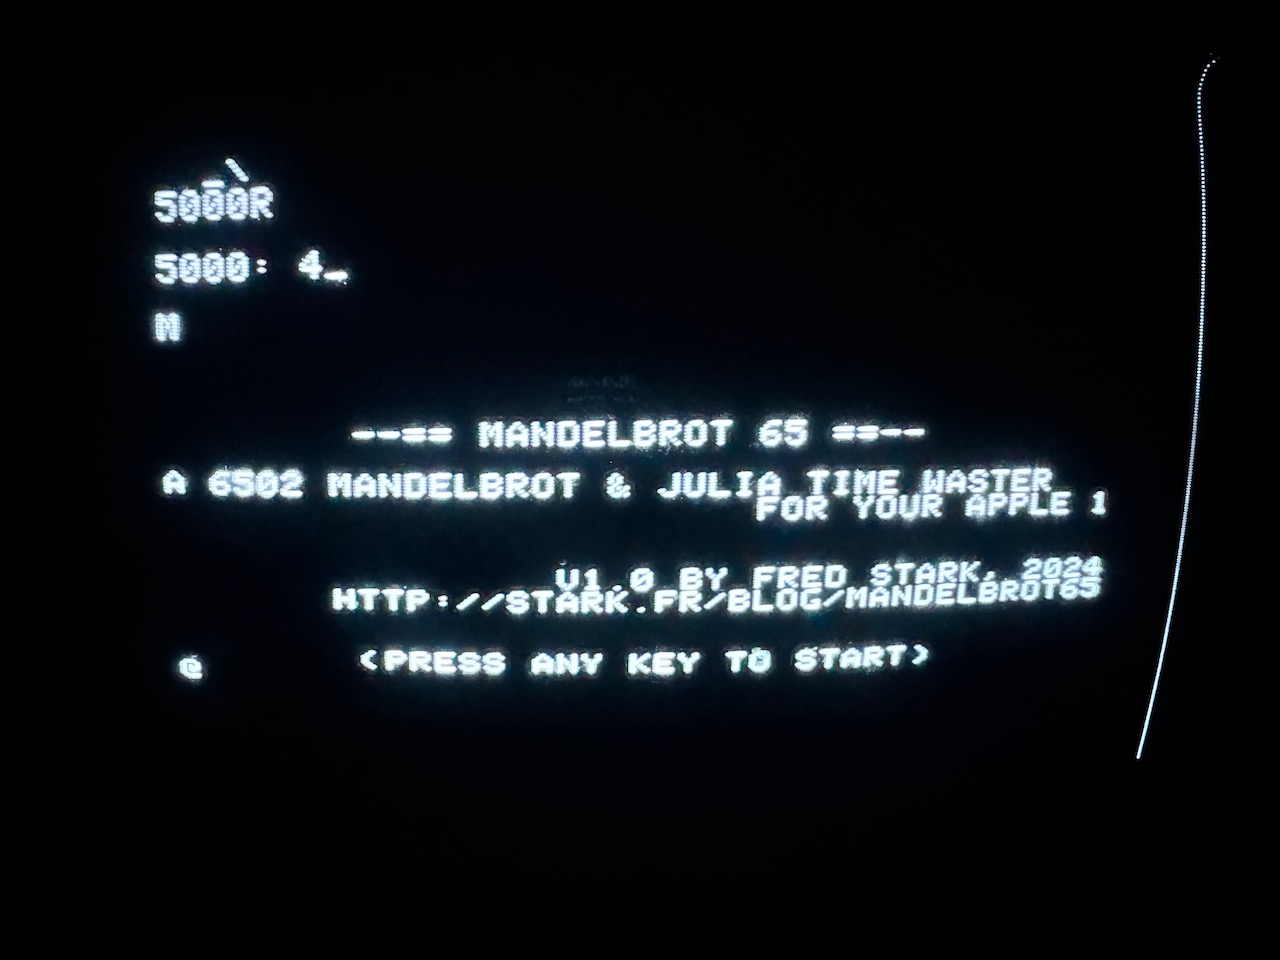 \
5000R
5000: 4_
M
--== MANDELBROT 65 ==--
A 6502 MANDELBROT & JULIA TIME WASTER
FOR YOUR APPLE 1
V1.0 BY FRED STARK, 2024
HTTP://STARK.FR/BLOG/MANDELBROT65
<PRESS ANY KEY TO START>
@